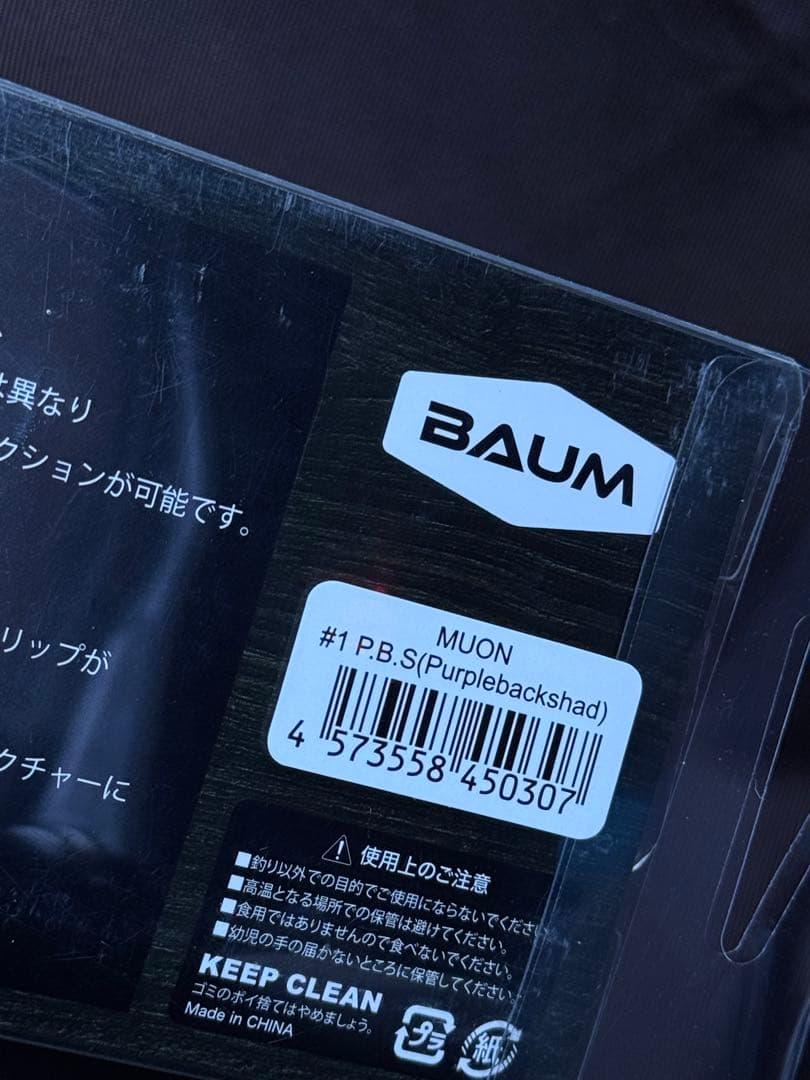 は異なり
クションが可能です。
リップが
クチャーに
BAUM
MUON
#1 P.B.S(Purplebackshad)
4 573558 450307
使用上のご注意
■釣り以外での目的でご使用にならないでください。
■高温となる場所での保管は避けてください。
■食用ではありませんので食べないでください。
■幼児の手の届かないところに保管してください。
KEEP CLEAN
ゴミのポイ捨てはやめましょう。
Made in CHINA
プラ
紙